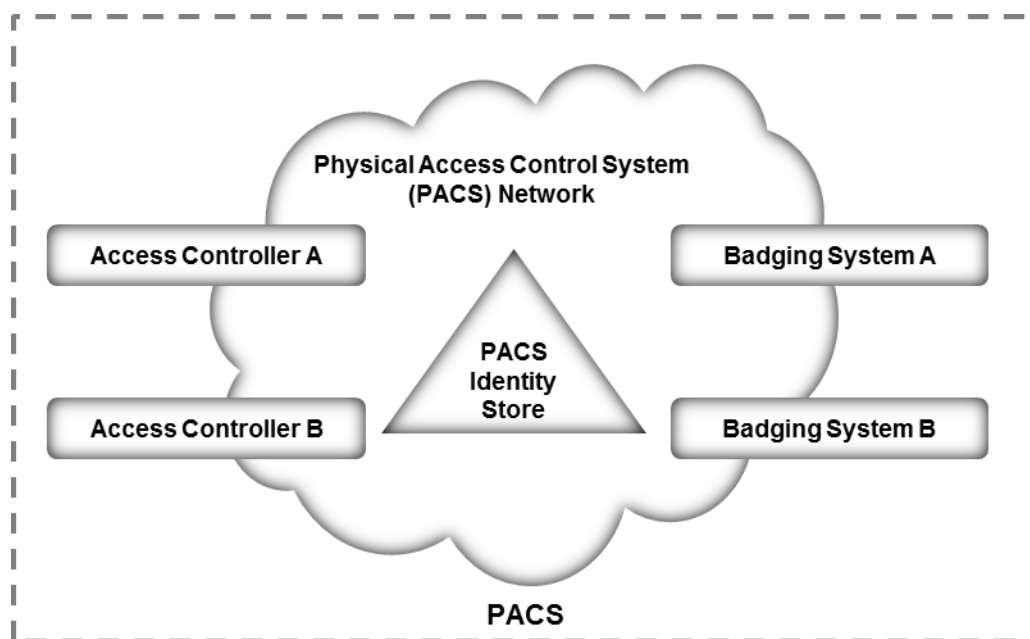 Physical Access Control System
(PACS) Network
Access Controller A
Badging System A
PACS
Identity
Store
Access Controller B
Badging System B
PACS